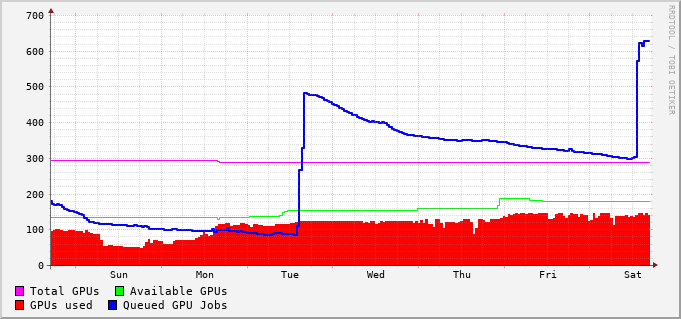 700
600
500
400
300
200
100
0
Sun Mon Tue Wed Thu Fri Sat
Total GPUs Available GPUs
GPUs used Queued GPU Jobs
RRDTOOL / TOBI OETIKER